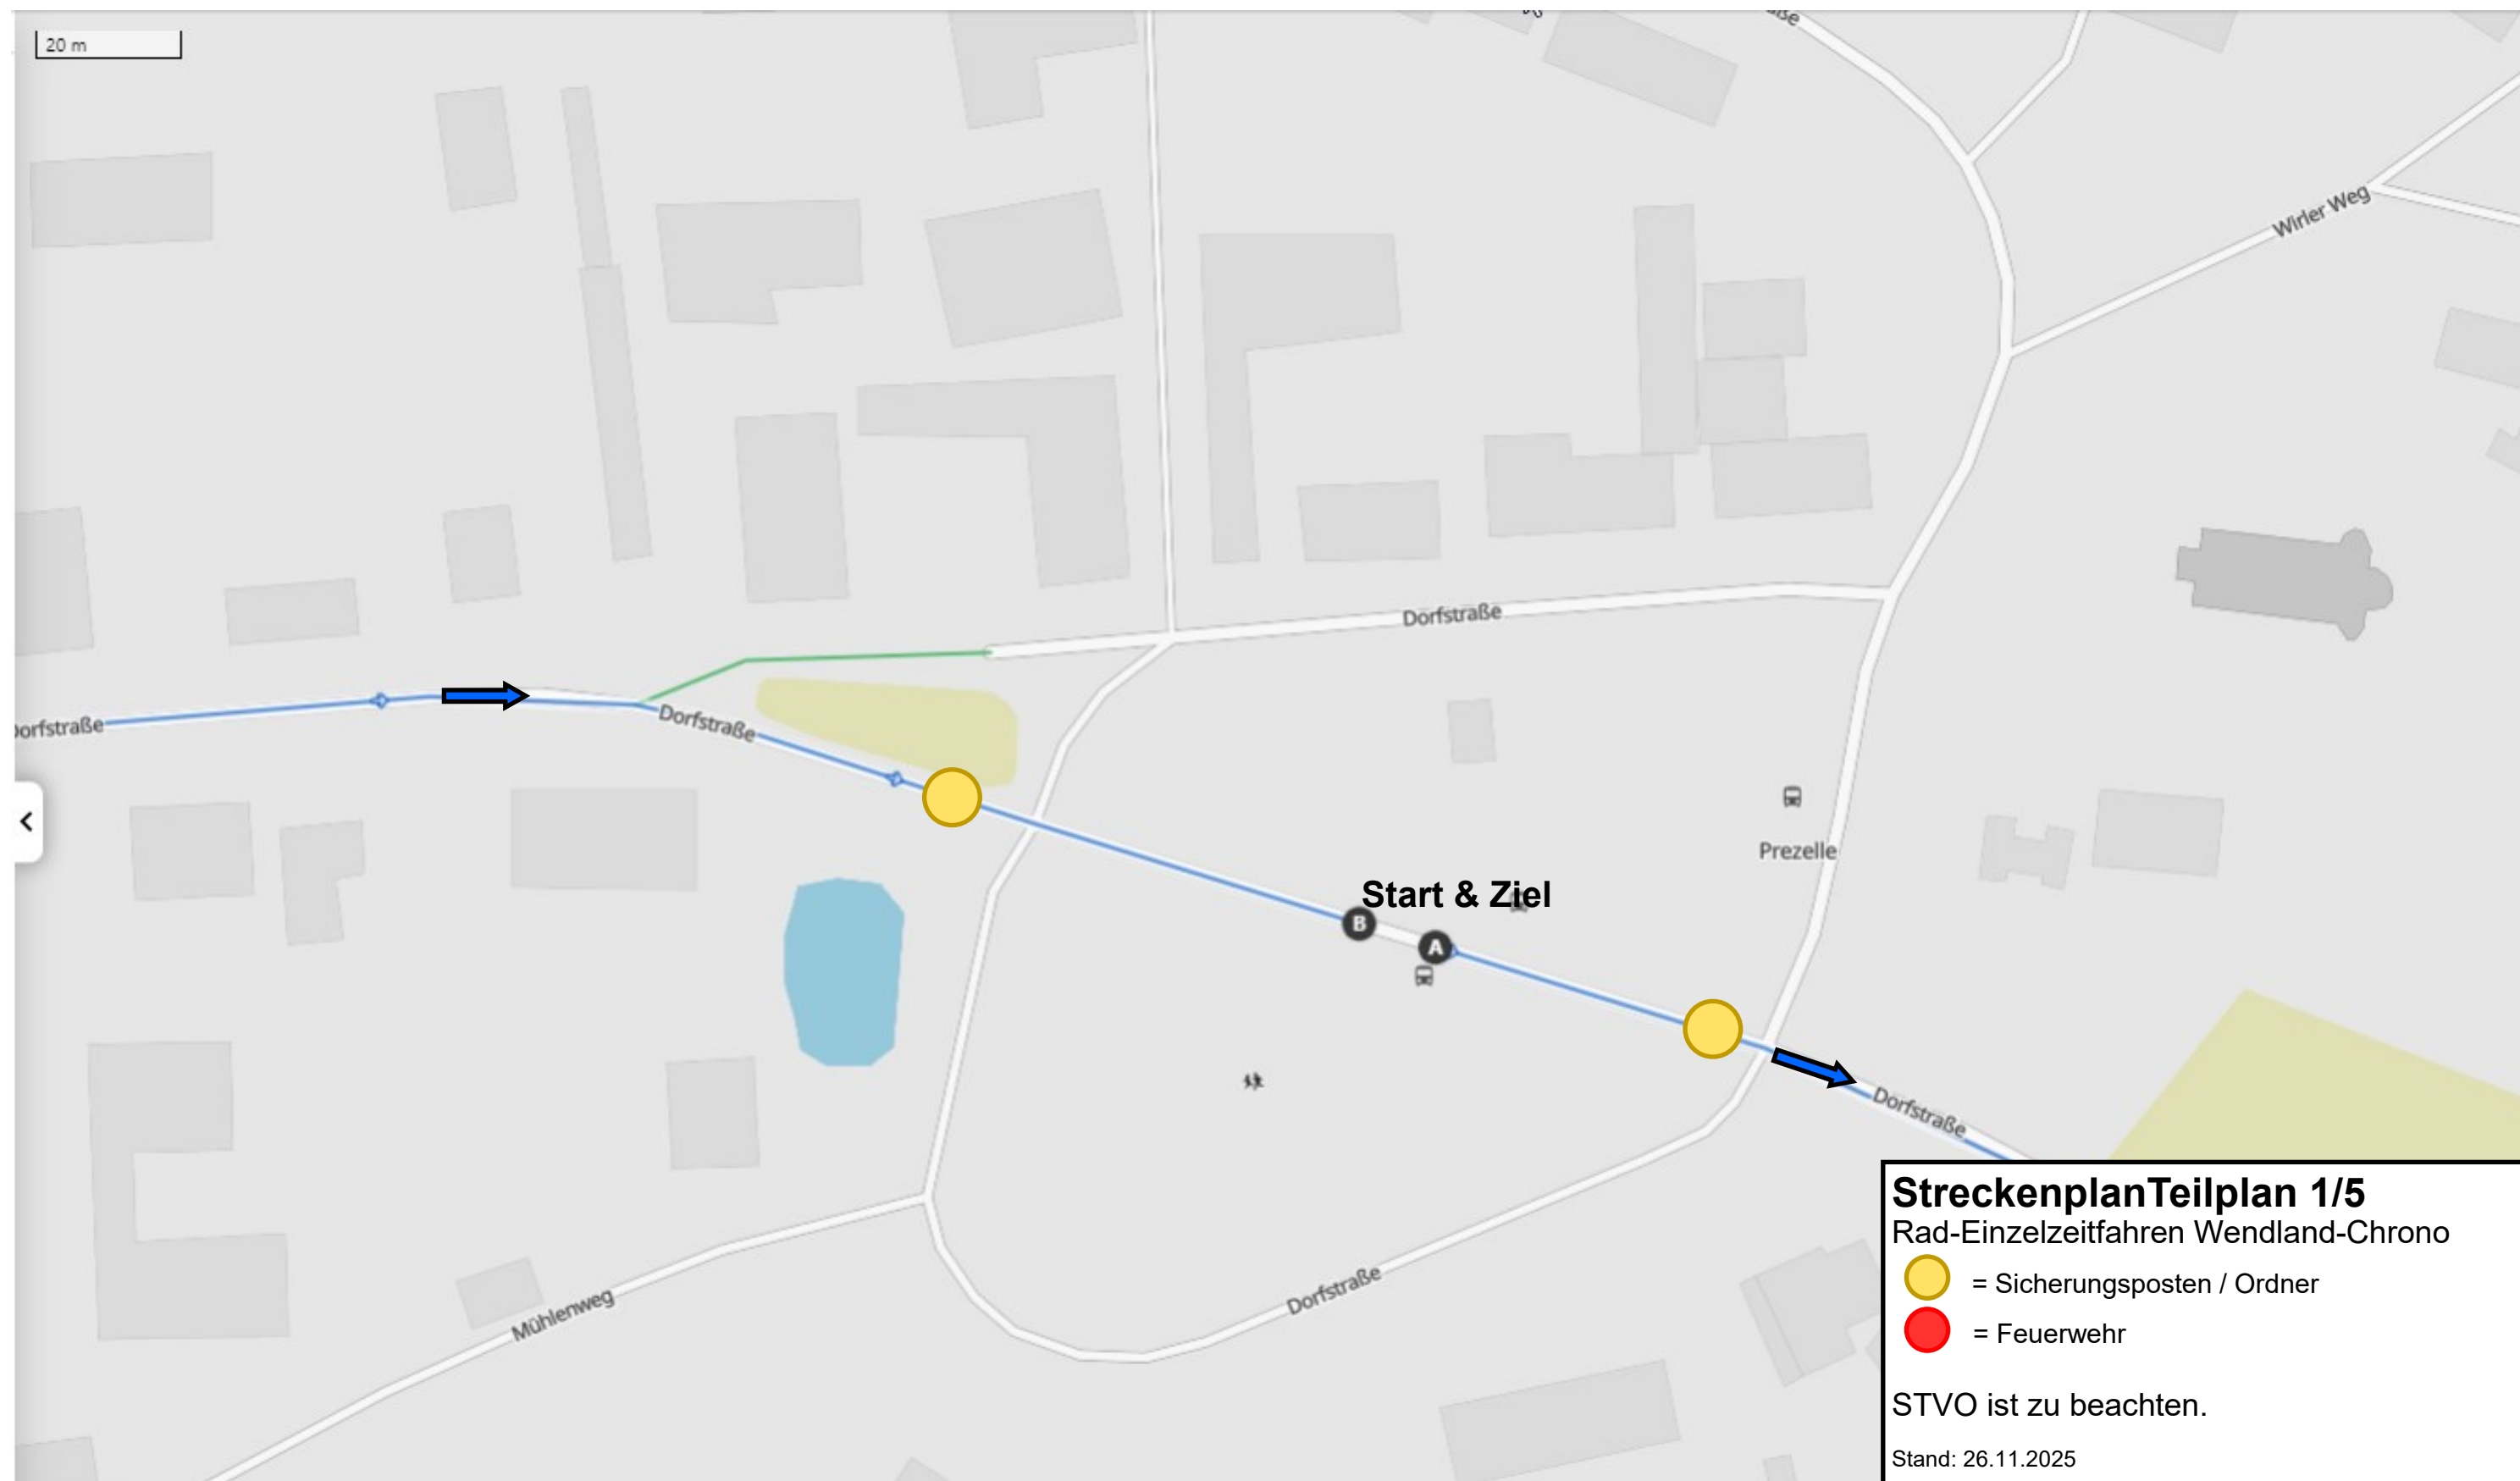 20 m
Wirler Weg
Dorfstraße
Dorfstraße
Dorfstraße
Prezelle
Start & Ziel
B
A
Dorfstraße
Dorfstraße
Mühlenweg
StreckenplanTeilplan 1/5
Rad-Einzelzeitfahren Wendland-Chrono
= Sicherungsposten / Ordner
= Feuerwehr
STVO ist zu beachten.
Stand: 26.11.2025